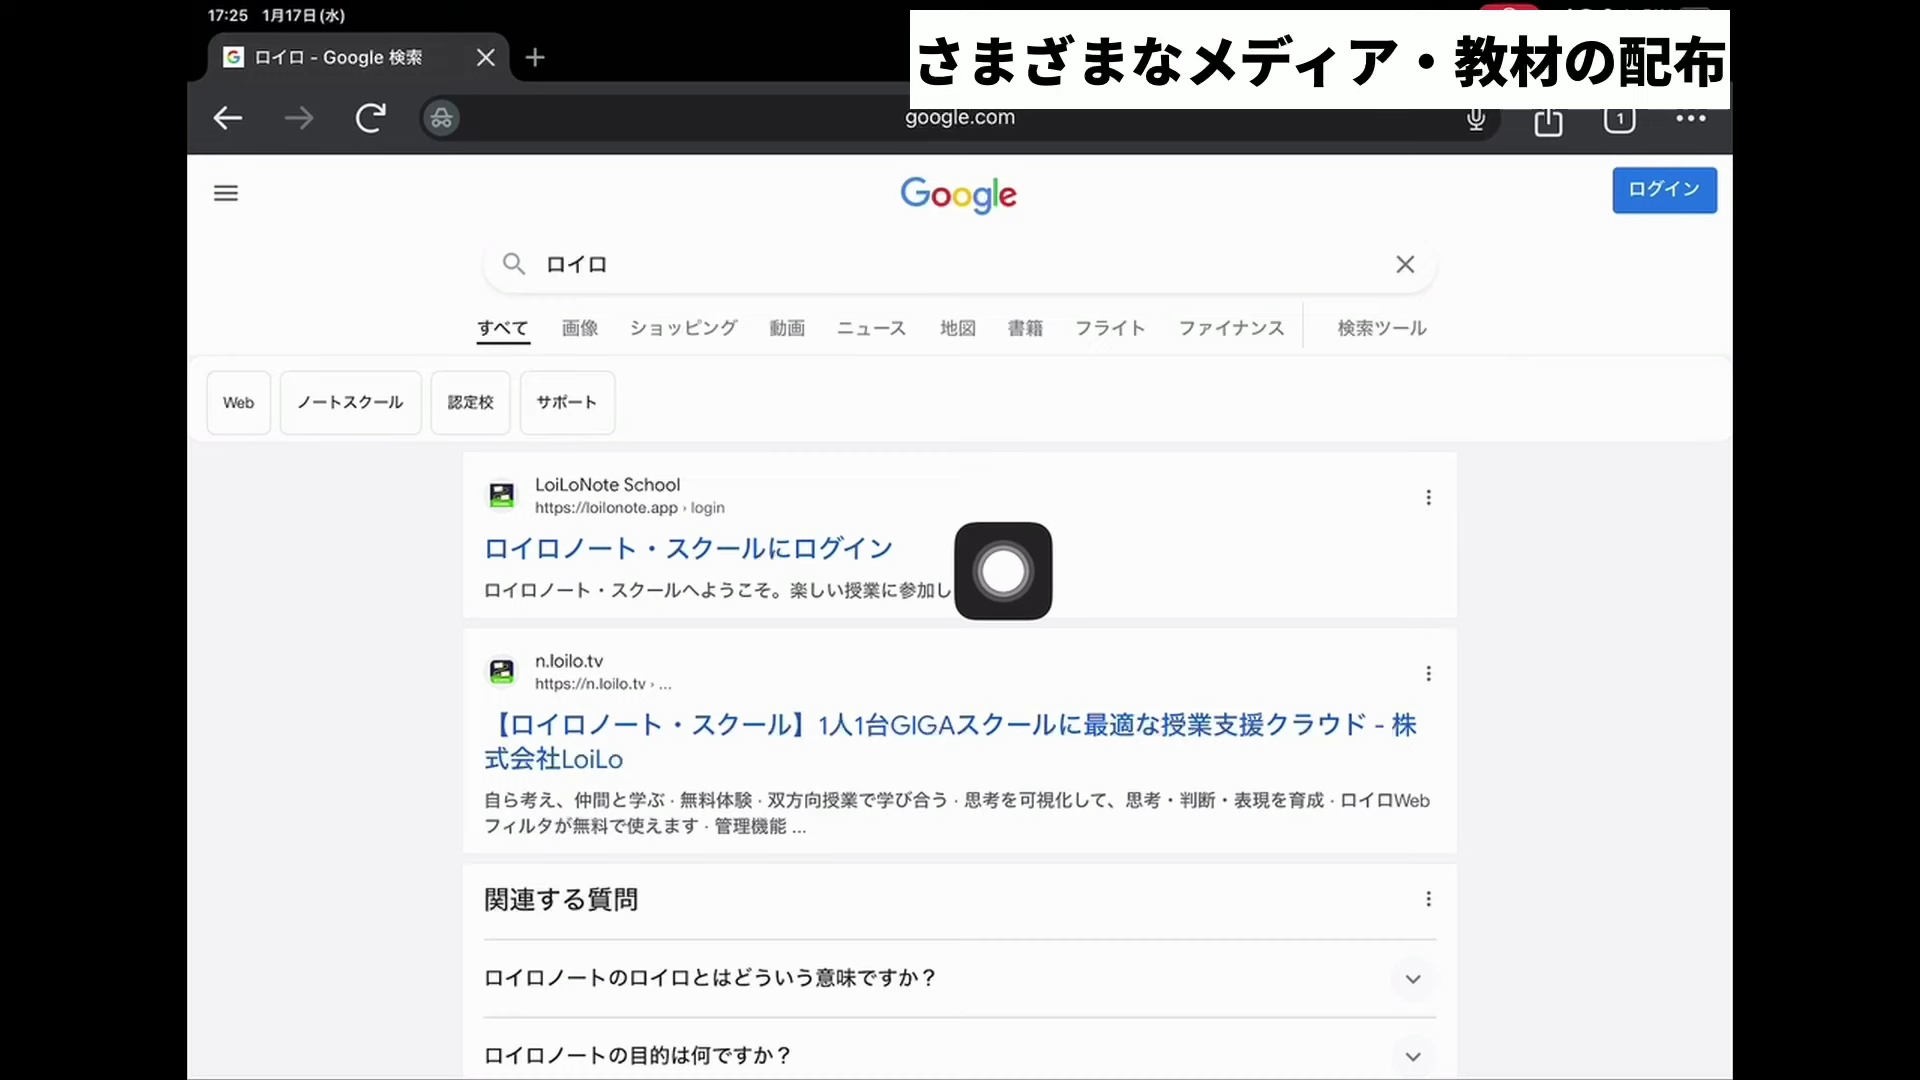 17:25 1月17日(水)
さまざまなメディア・教材の配布
ロイロ - Google 検索
google.com
1
Google
ログイン
ロイロ
すべて 画像 ショッピング 動画 ニュース 地図 書籍 フライト ファイナンス 検索ツール
Web ノートスクール 認定校 サポート
LoiLoNote School
https://loilonote.app › login
ロイロノート・スクールにログイン
ロイロノート・スクールへようこそ。楽しい授業に参加し
n.loilo.tv
https://n.loilo.tv › ...
【ロイロノート・スクール】1人1台GIGAスクールに最適な授業支援クラウド - 株
式会社LoiLo
自ら考え、仲間と学ぶ · 無料体験 · 双方向授業で学び合う · 思考を可視化して、思考・判断・表現を育成 · ロイロWeb
フィルタが無料で使えます · 管理機能 ...
関連する質問
ロイロノートのロイロとはどういう意味ですか？
ロイロノートの目的は何ですか？